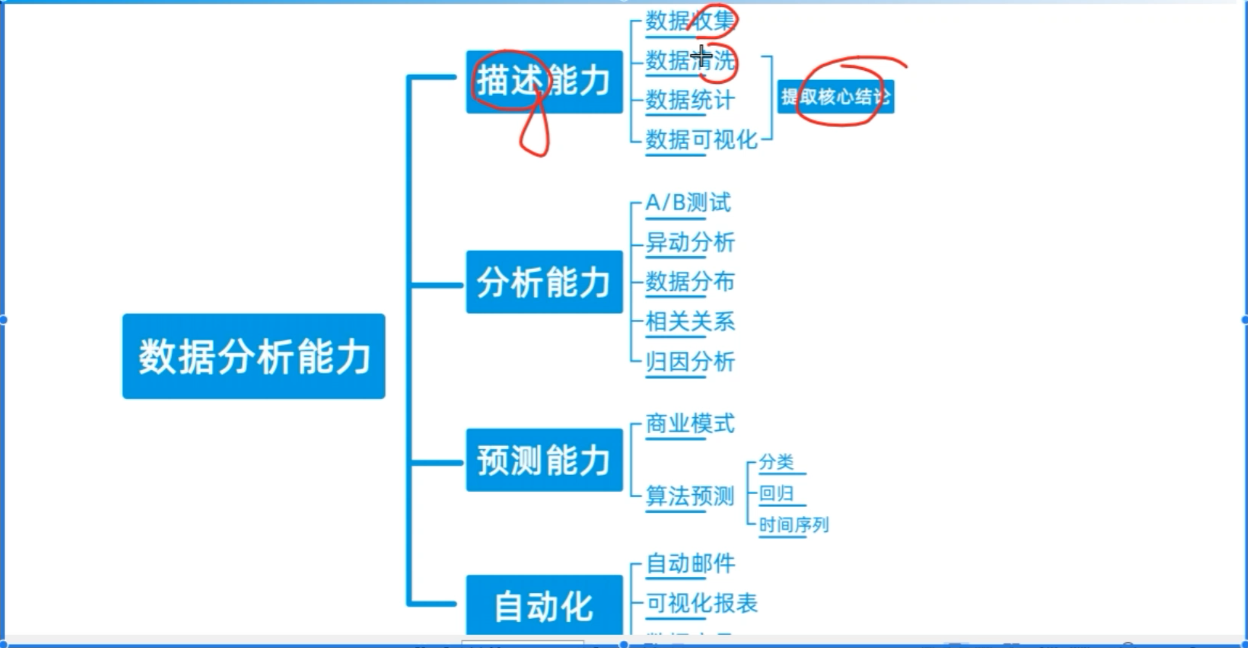 数据收集
数据清洗
描述能力
数据统计
提取核心结论
数据可视化
A/B测试
异动分析
分析能力
数据分布
相关关系
归因分析
数据分析能力
商业模式
预测能力
分类
算法预测
回归
时间序列
自动邮件
自动化
可视化报表